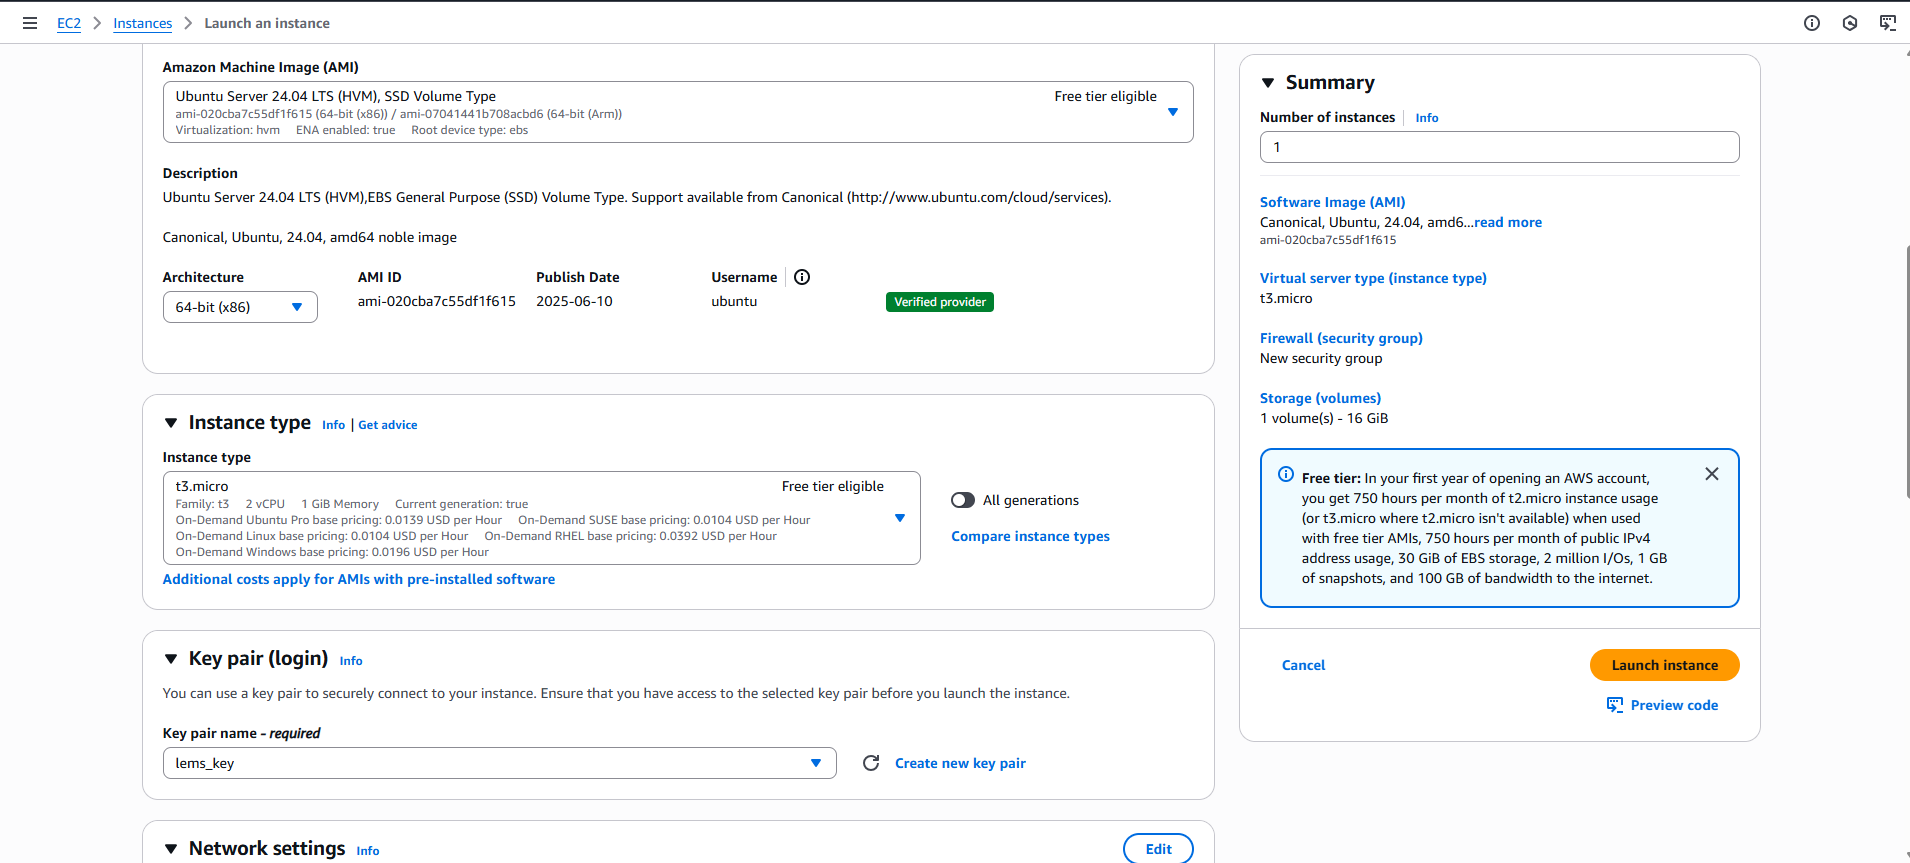 EC2 > Instances > Launch an instance
Amazon Machine Image (AMI)
Ubuntu Server 24.04 LTS (HVM), SSD Volume Type
Free tier eligible
ami-020cba7c55df1f615 (64-bit (x86)) / ami-07041441b708acbd6 (64-bit (Arm))
Virtualization: hvm ENA enabled: true Root device type: ebs
Description
Ubuntu Server 24.04 LTS (HVM),EBS General Purpose (SSD) Volume Type. Support available from Canonical (http://www.ubuntu.com/cloud/services).
Canonical, Ubuntu, 24.04, amd64 noble image
Architecture AMI ID Publish Date Username
64-bit (x86) ami-020cba7c55df1f615 2025-06-10 ubuntu Verified provider
Instance type Info | Get advice
Instance type
t3.micro Free tier eligible
Family: t3 2 vCPU 1 GiB Memory Current generation: true
On-Demand Ubuntu Pro base pricing: 0.0139 USD per Hour On-Demand SUSE base pricing: 0.0104 USD per Hour
On-Demand Linux base pricing: 0.0104 USD per Hour On-Demand RHEL base pricing: 0.0392 USD per Hour
On-Demand Windows base pricing: 0.0196 USD per Hour
All generations
Compare instance types
Additional costs apply for AMIs with pre-installed software
Key pair (login) Info
You can use a key pair to securely connect to your instance. Ensure that you have access to the selected key pair before you launch the instance.
Key pair name - required
lems_key
Create new key pair
Network settings Info
Edit
Summary
Number of instances Info
1
Software Image (AMI)
Canonical, Ubuntu, 24.04, amd6...read more
ami-020cba7c55df1f615
Virtual server type (instance type)
t3.micro
Firewall (security group)
New security group
Storage (volumes)
1 volume(s) - 16 GiB
Free tier: In your first year of opening an AWS account,
you get 750 hours per month of t2.micro instance usage
(or t3.micro where t2.micro isn't available) when used
with free tier AMIs, 750 hours per month of public IPv4
address usage, 30 GiB of EBS storage, 2 million I/Os, 1 GB
of snapshots, and 100 GB of bandwidth to the internet.
Cancel
Launch instance
Preview code